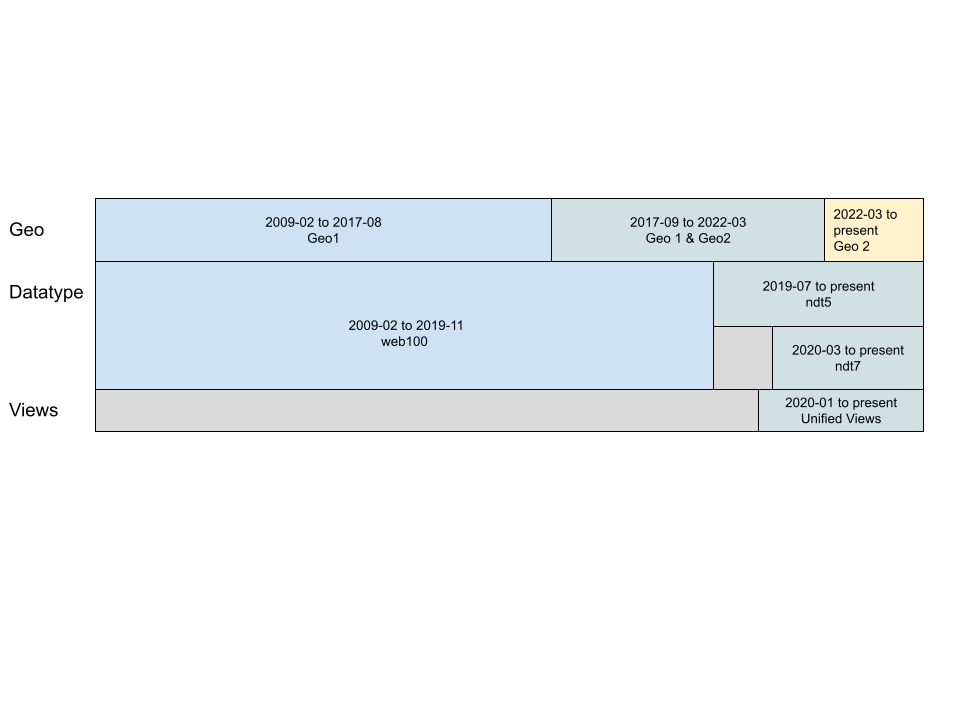 Geo
2009-02 to 2017-08
Geo1
2017-09 to 2022-03
Geo 1 & Geo2
2022-03 to
present
Geo 2
Datatype
2009-02 to 2019-11
web100
2019-07 to present
ndt5
2020-03 to present
ndt7
Views
2020-01 to present
Unified Views